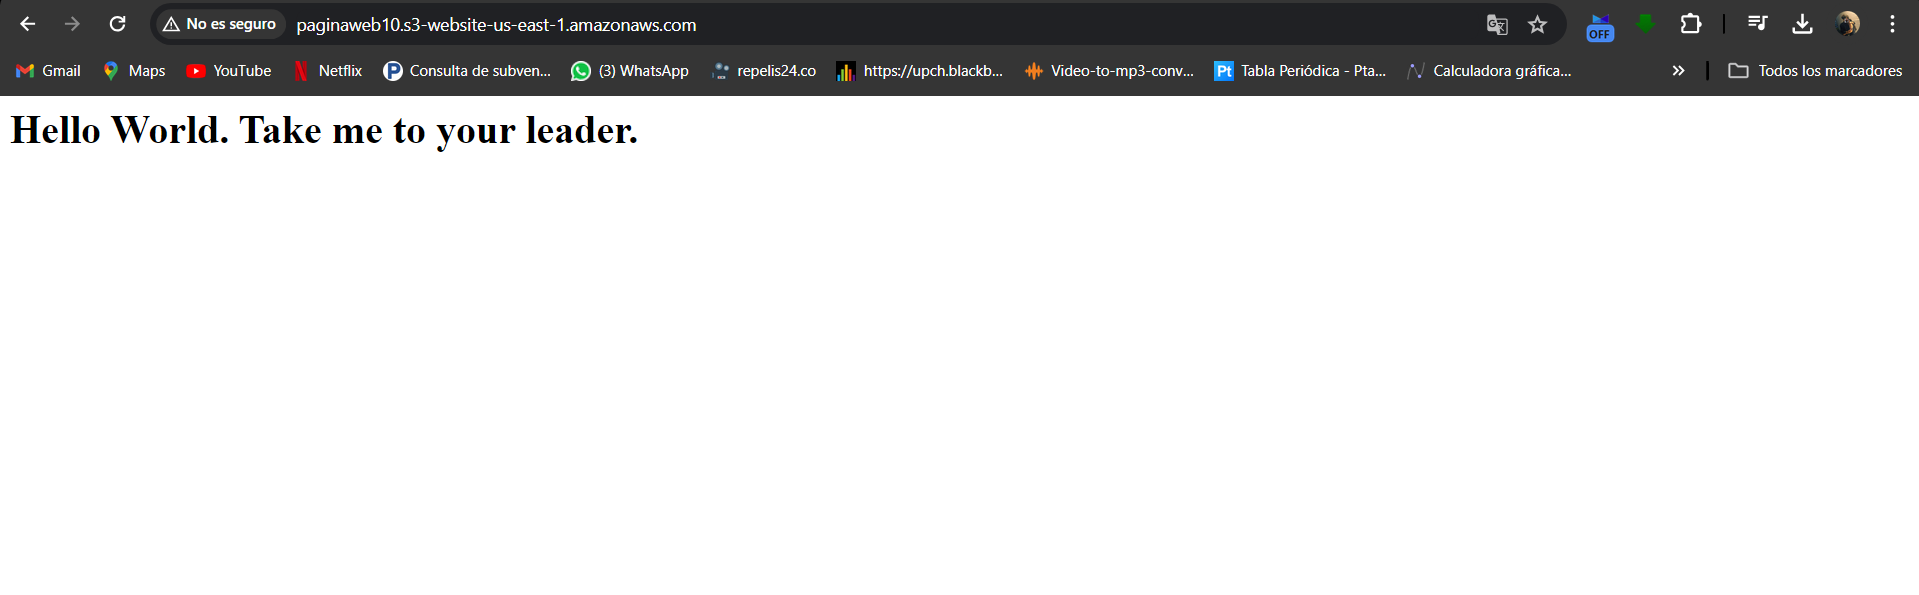 No es seguro paginaweb10.s3-website-us-east-1.amazonaws.com OFF
Gmail Maps YouTube Netflix Consulta de subven... (3) WhatsApp repelis24.co https://upch.blackb... Video-to-mp3-conv... Pt Tabla Periódica - Pta... Calculadora gráfica... » Todos los marcadores
Hello World. Take me to your leader.